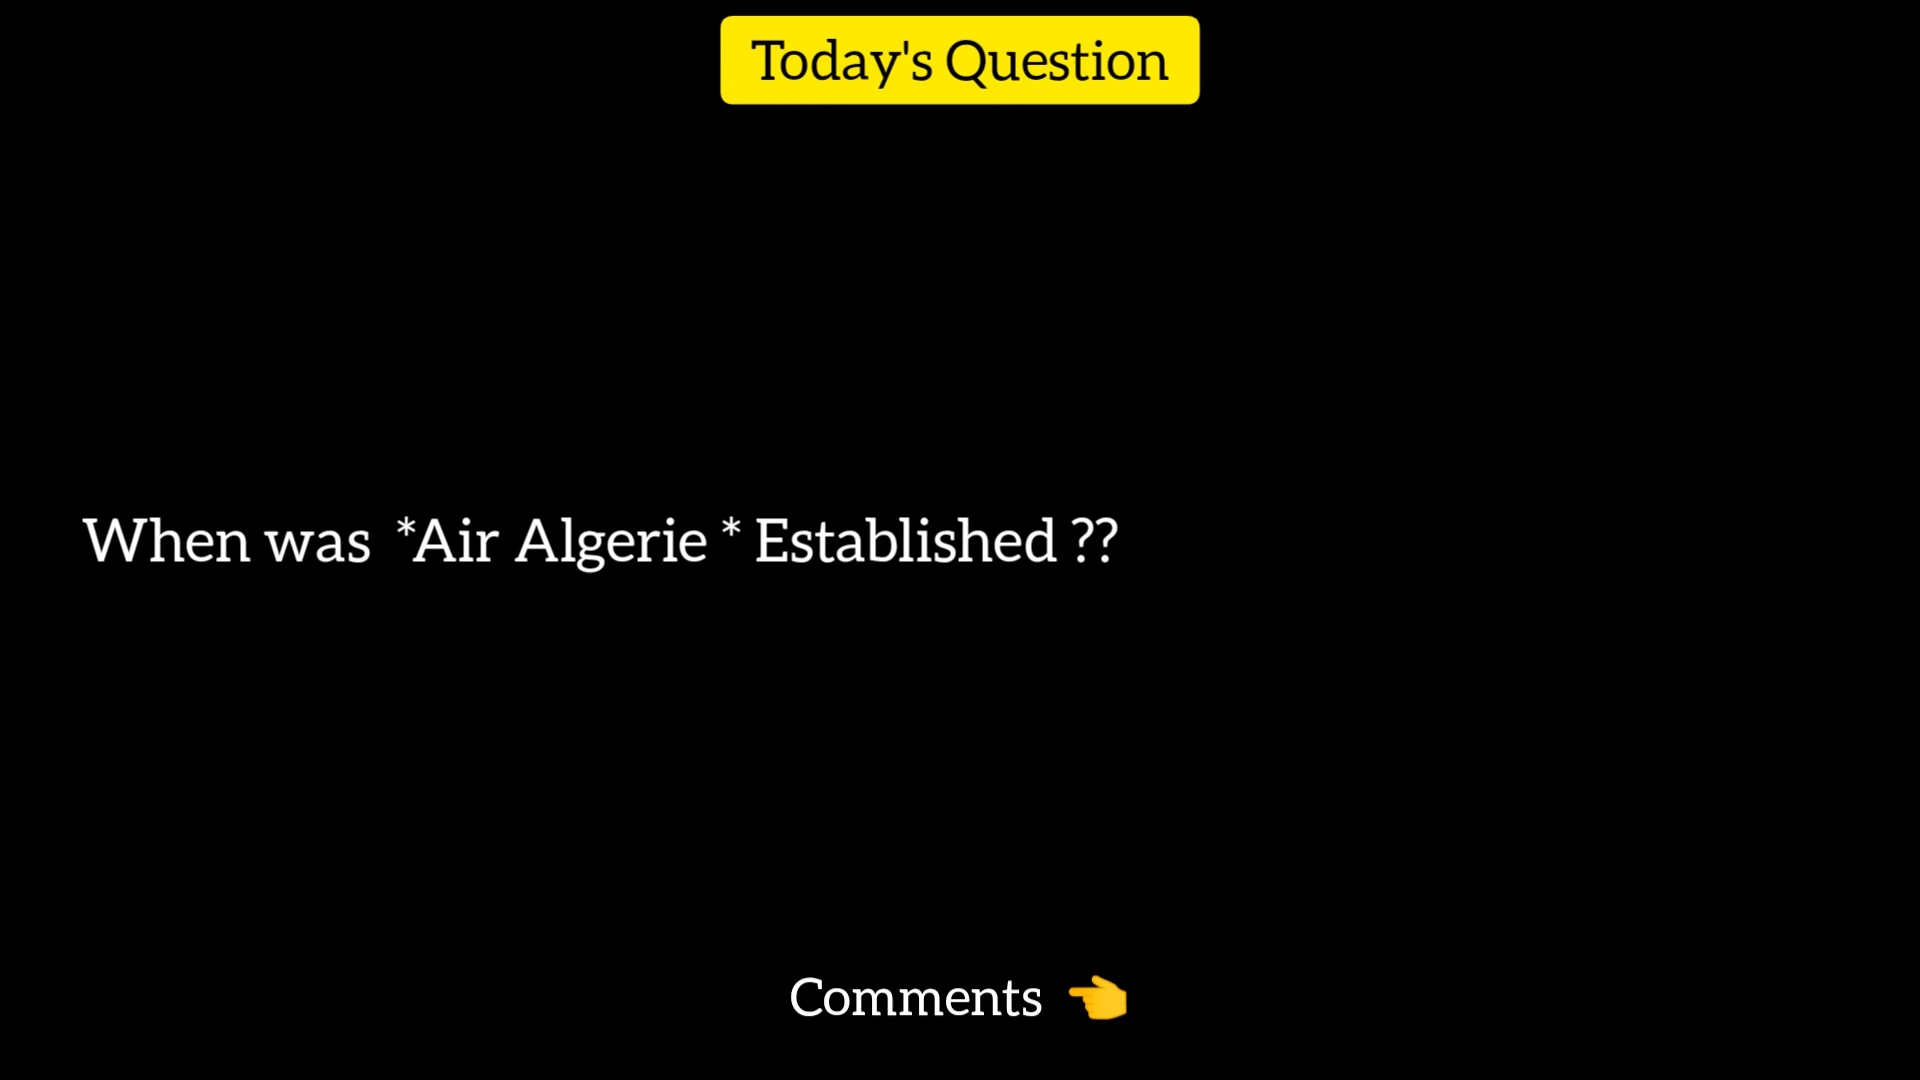 Today's Question
When was *Air Algerie * Established ??
Comments 👈